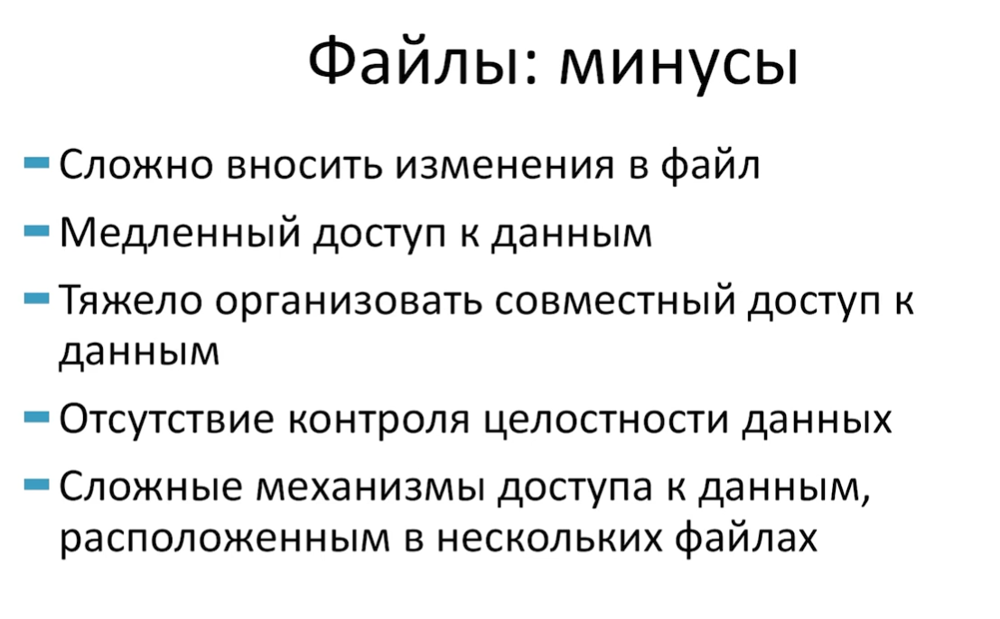 Файлы: минусы
Сложно вносить изменения в файл
Медленный доступ к данным
Тяжело организовать совместный доступ к
данным
Отсутствие контроля целостности данных
Сложные механизмы доступа к данным,
расположенным в нескольких файлах